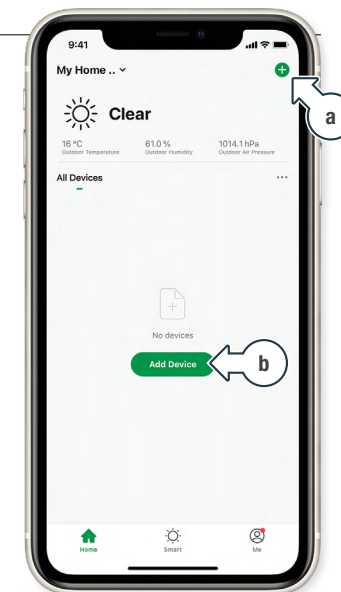 9:41
My Home ..
Clear
16 °C 61.0 % 1014.1 hPa
Outdoor Temperature Outdoor Humidity Outdoor Air Pressure
All Devices
No devices
Add Device
Home Smart Me
a
b